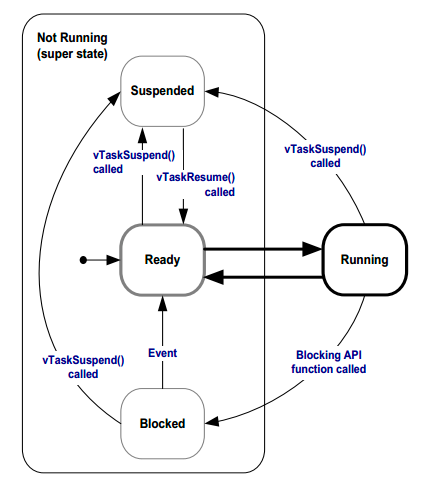 Not Running
(super state)
Suspended
vTaskSuspend()
called
vTaskResume()
called
vTaskSuspend()
called
Ready
Running
vTaskSuspend()
called
Event
Blocking API
function called
Blocked